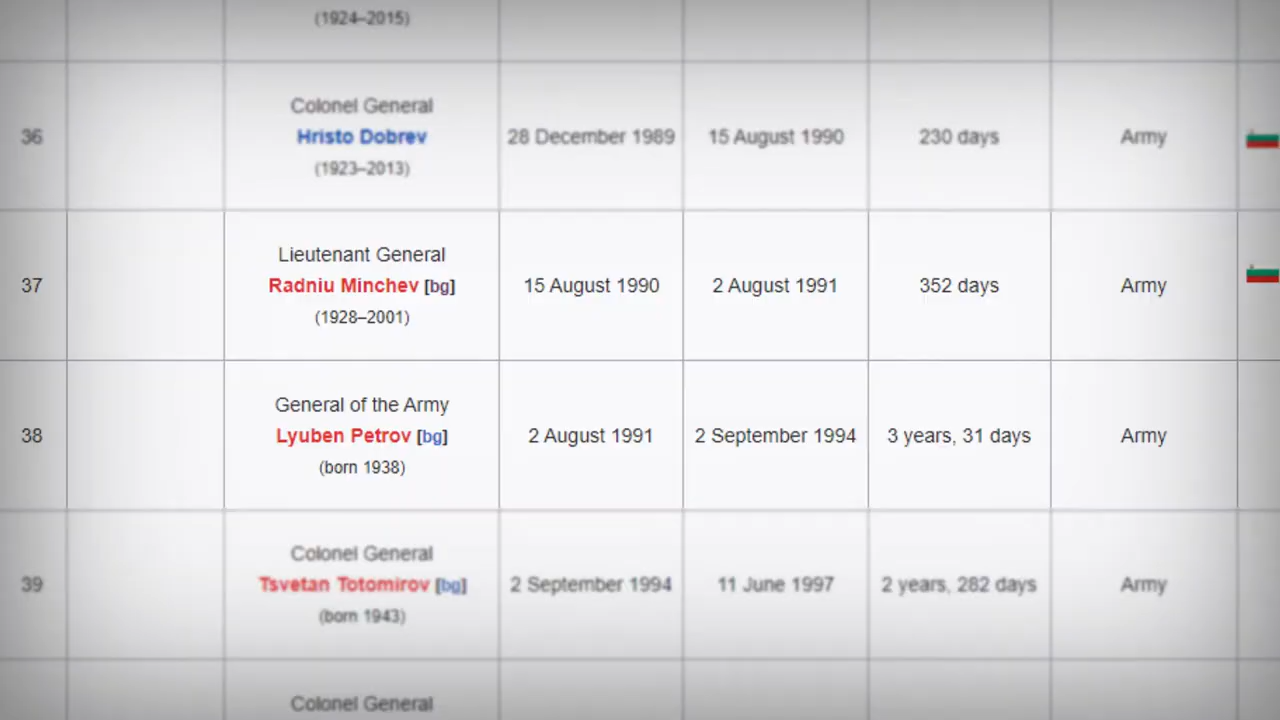 (1924–2015)
36
Colonel General
Hristo Dobrev
(1923–2013)
28 December 1989
15 August 1990
230 days
Army
37
Lieutenant General
Radniu Minchev [bg]
(1928–2001)
15 August 1990
2 August 1991
352 days
Army
38
General of the Army
Lyuben Petrov [bg]
(born 1938)
2 August 1991
2 September 1994
3 years, 31 days
Army
39
Colonel General
Tsvetan Totomirov [bg]
(born 1943)
2 September 1994
11 June 1997
2 years, 282 days
Army
Colonel General